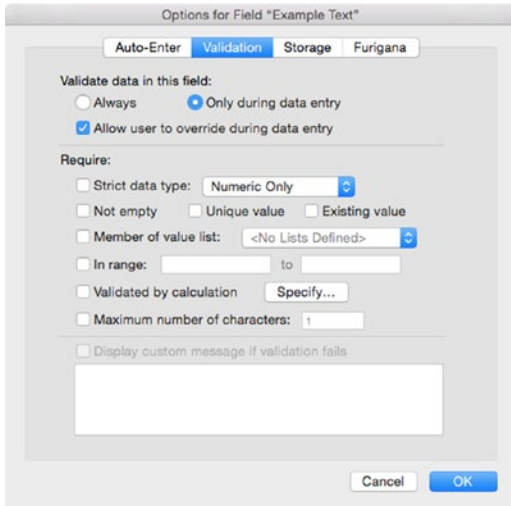 Options for Field "Example Text"
Auto-Enter Validation Storage Furigana
Validate data in this field:
Always Only during data entry
Allow user to override during data entry
Require:
Strict data type: Numeric Only
Not empty Unique value Existing value
Member of value list: <No Lists Defined>
In range: to
Validated by calculation Specify...
Maximum number of characters: 1
Display custom message if validation fails
Cancel OK